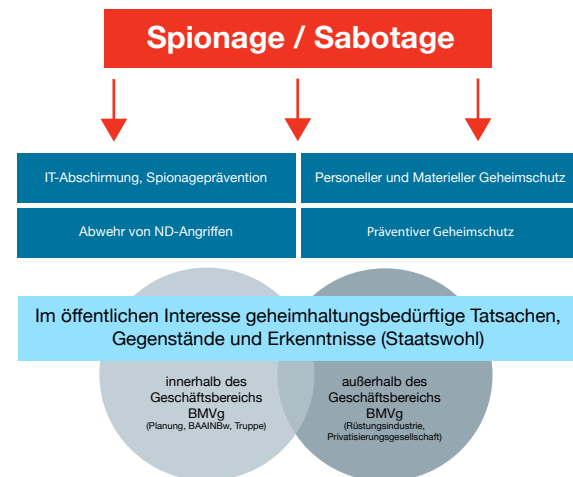 Spionage / Sabotage
IT-Abschirmung, Spionageprävention
Personeller und Materieller Geheimschutz
Abwehr von ND-Angriffen
Präventiver Geheimschutz
Im öffentlichen Interesse geheimhaltungsbedürftige Tatsachen,
Gegenstände und Erkenntnisse (Staatswohl)
innerhalb des
Geschäftsbereichs
BMVg
(Planung, BAAINBw, Truppe)
außerhalb des
Geschäftsbereichs
BMVg
(Rüstungsindustrie,
Privatisierungsgesellschaft)